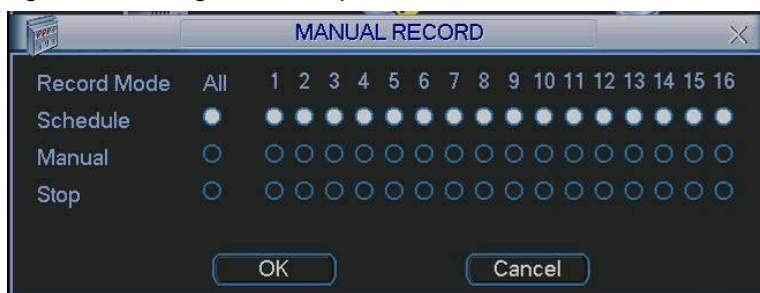 MANUAL RECORD
Record Mode All 1 2 3 4 5 6 7 8 9 10 11 12 13 14 15 16
Schedule
Manual
Stop
OK Cancel